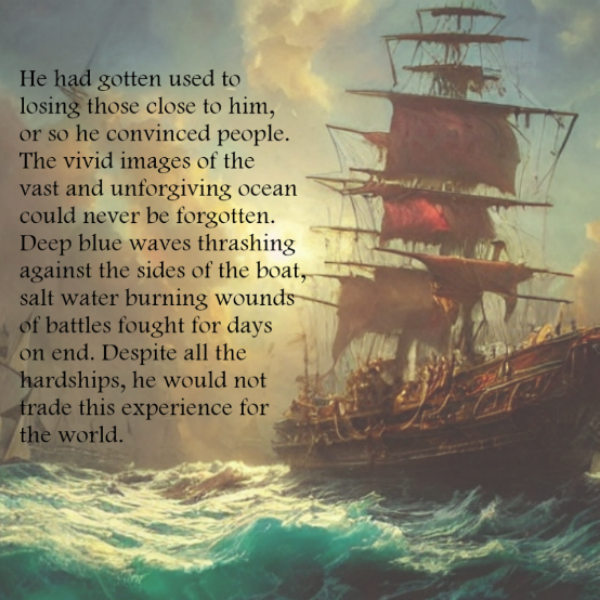 He had gotten used to
losing those close to him,
or so he convinced people.
The vivid images of the
vast and unforgiving ocean
could never be forgotten.
Deep blue waves thrashing
against the sides of the boat,
salt water burning wounds
of battles fought for days
on end. Despite all the
hardships, he would not
trade this experience for
the world.